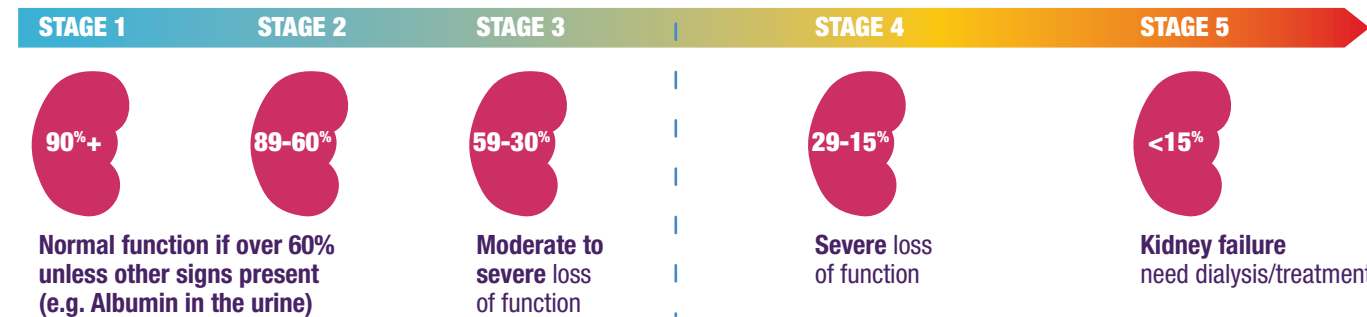 STAGE 1 STAGE 2 STAGE 3 STAGE 4 STAGE 5
90%+ 89-60% 59-30% 29-15% <15%
Normal function if over 60%
unless other signs present
(e.g. Albumin in the urine)
Moderate to
severe loss
of function
Severe loss
of function
Kidney failure
need dialysis/treatment